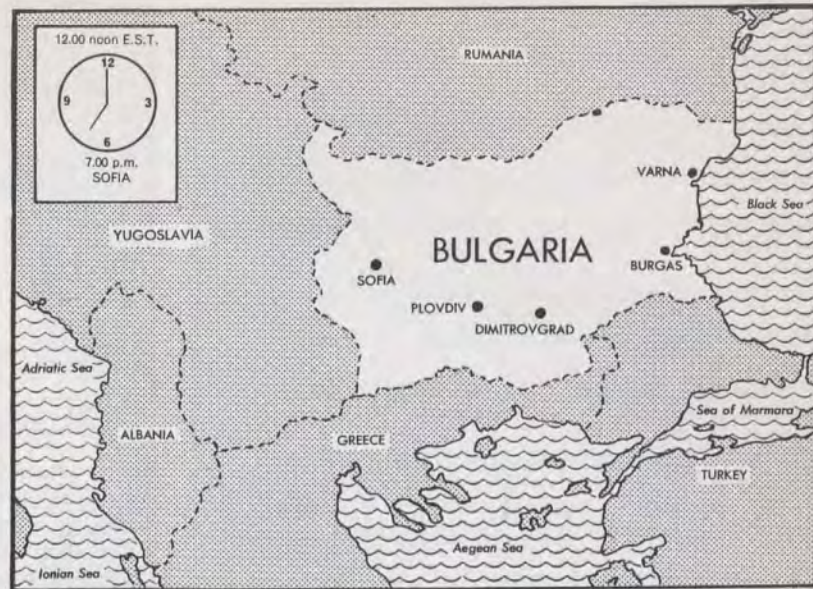 12.00 noon E.S.T.
12
9
3
6
7.00 p.m.
SOFIA
RUMANIA
VARNA
Black Sea
YUGOSLAVIA
BULGARIA
SOFIA
BURGAS
PLOVDIV
DIMITROVGRAD
Adriatic Sea
Sea of Marmara
ALBANIA
GREECE
TURKEY
Aegean Sea
Ionian Sea